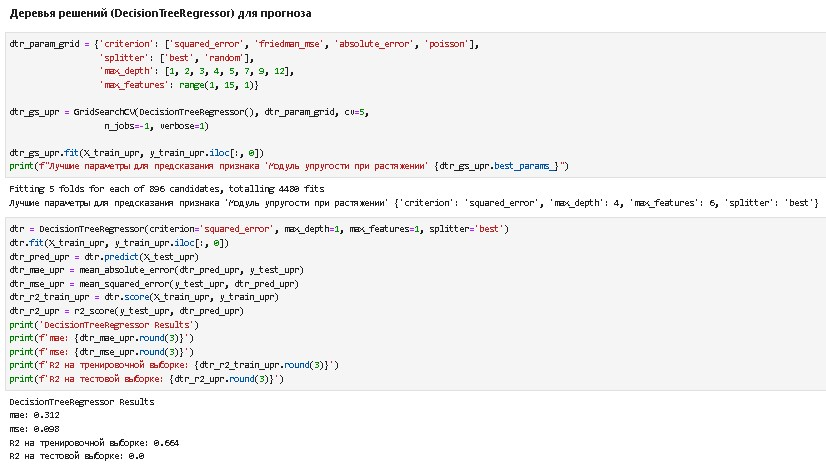 Деревья решений (DecisionTreeRegressor) для прогноза
dtr_param_grid = {'criterion': ['squared_error', 'friedman_mse', 'absolute_error', 'poisson'],
'splitter': ['best', 'random'],
'max_depth': [1, 2, 3, 4, 5, 7, 9, 12],
'max_features': range(1, 15, 1)}
dtr_gs_upr = GridSearchCV(DecisionTreeRegressor(), dtr_param_grid, cv=5,
n_jobs=-1, verbose=1)
dtr_gs_upr.fit(X_train_upr, y_train_upr.iloc[:, 0])
print(f"Лучшие параметры для предсказания признака 'Модуль упругости при растяжении' {dtr_gs_upr.best_params_}")
Fitting 5 folds for each of 896 candidates, totalling 4480 fits
Лучшие параметры для предсказания признака 'Модуль упругости при растяжении' {'criterion': 'squared_error', 'max_depth': 4, 'max_features': 6, 'splitter': 'best'}
dtr = DecisionTreeRegressor(criterion='squared_error', max_depth=1, max_features=1, splitter='best')
dtr.fit(X_train_upr, y_train_upr.iloc[:, 0])
dtr_pred_upr = dtr.predict(X_test_upr)
dtr_mae_upr = mean_absolute_error(dtr_pred_upr, y_test_upr)
dtr_mse_upr = mean_squared_error(y_test_upr, dtr_pred_upr)
dtr_r2_train_upr = dtr.score(X_train_upr, y_train_upr)
dtr_r2_upr = r2_score(y_test_upr, dtr_pred_upr)
print('DecisionTreeRegressor Results')
print(f'mae: {dtr_mae_upr.round(3)}')
print(f'mse: {dtr_mse_upr.round(3)}')
print(f'R2 на тренировочной выборке: {dtr_r2_train_upr.round(3)}')
print(f'R2 на тестовой выборке: {dtr_r2_upr.round(3)}')
DecisionTreeRegressor Results
mae: 0.312
mse: 0.098
R2 на тренировочной выборке: 0.664
R2 на тестовой выборке: 0.0